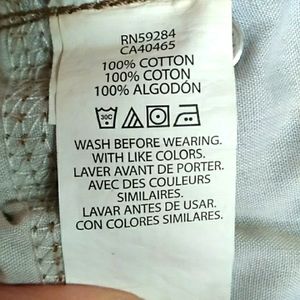 RN59284
CA40465
100% COTTON
100% COTON
100% ALGODÓN
30C
WASH BEFORE WEARING.
WITH LIKE COLORS.
LAVER AVANT DE PORTER.
AVEC DES COULEURS
SIMILAIRES.
LAVAR ANTES DE USAR.
CON COLORES SIMILARES.